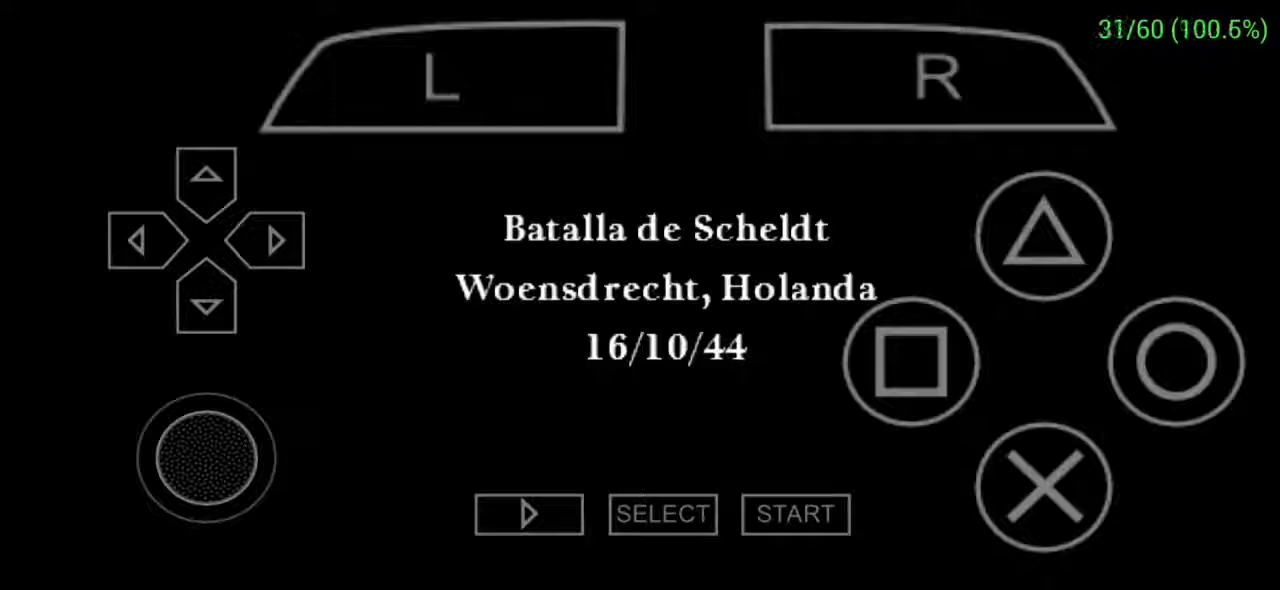 31/60 (100.5%)
L
R
Batalla de Scheldt
Woensdrecht, Holanda
16/10/44
SELECT
START